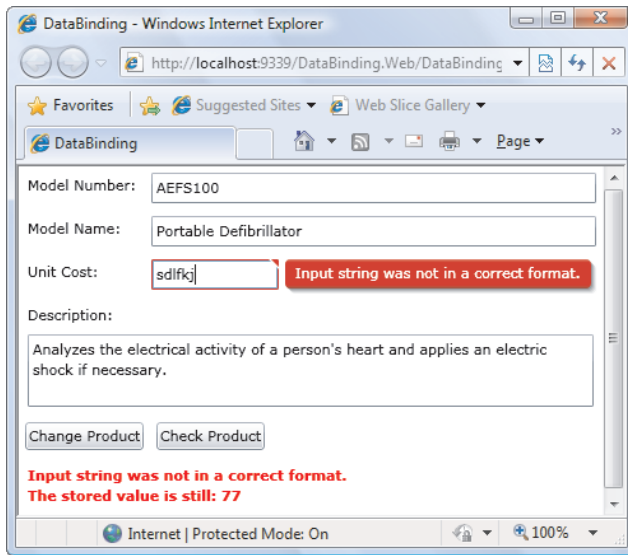 DataBinding - Windows Internet Explorer
http://localhost:9339/DataBinding.Web/DataBinding
Favorites Suggested Sites Web Slice Gallery
DataBinding Page »
Model Number: AEFS100
Model Name: Portable Defibrillator
Unit Cost: sdlfkj Input string was not in a correct format.
Description:
Analyzes the electrical activity of a person's heart and applies an electric
shock if necessary.
Change Product Check Product
Input string was not in a correct format.
The stored value is still: 77
Internet | Protected Mode: On 100%